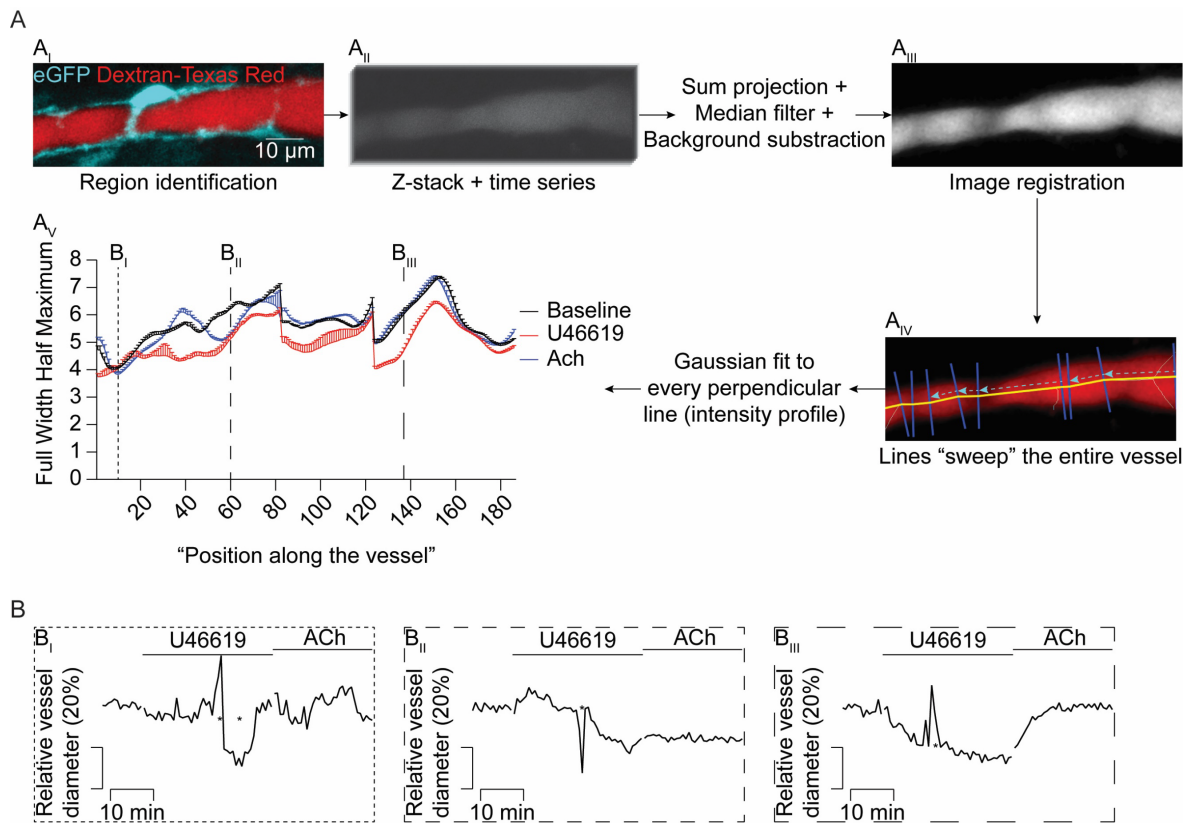 A
A_I
eGFP Dextran-Texas Red
10 µm
Region identification
A_II
Z-stack + time series
Sum projection +
Median filter +
Background substraction
A_III
Image registration
A_IV
Lines “sweep” the entire vessel
Gaussian fit to
every perpendicular
line (intensity profile)
A_V
B_I
B_II
B_III
Full Width Half Maximum
8
7
6
5
4
3
2
1
0
20
40
60
80
100
120
140
160
180
“Position along the vessel”
Baseline
U46619
Ach
B
B_I
U46619
ACh
Relative vessel
diameter (20%)
*
*
10 min
B_II
U46619
ACh
Relative vessel
diameter (20%)
*
10 min
B_III
U46619
ACh
Relative vessel
diameter (20%)
*
10 min